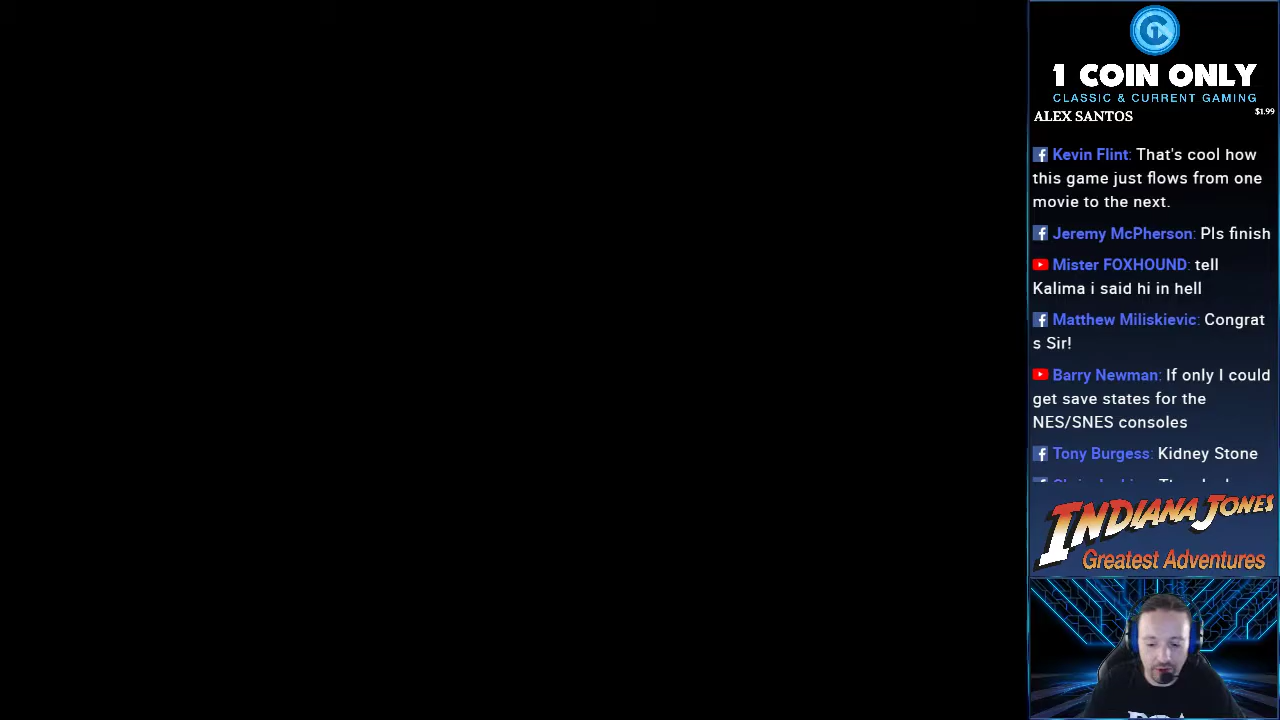 1 COIN ONLY
CLASSIC & CURRENT GAMING
ALEX SANTOS $1.99
Kevin Flint: That's cool how
this game just flows from one
movie to the next.
Jeremy McPherson: Pls finish
Mister FOXHOUND: tell
Kalima i said hi in hell
Matthew Miliskievic: Congrat
s Sir!
Barry Newman: If only I could
get save states for the
NES/SNES consoles
Tony Burgess: Kidney Stone
INDIANA JONES
Greatest Adventures